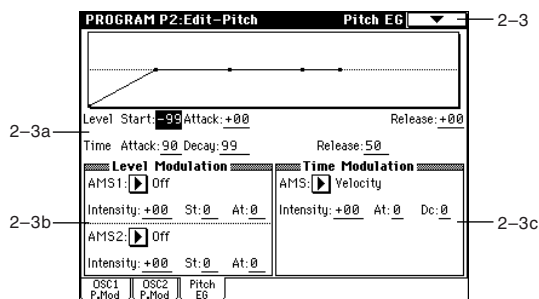 PROGRAM P2:Edit-Pitch Pitch EG
2–3
Level Start:-99 Attack:+00 Release:+00
2–3a
Time Attack:90 Decay:99 Release:50
Level Modulation
Time Modulation
AMS1: Off
AMS: Velocity
Intensity:+00 St:0 At:0
Intensity:+00 At:0 Dc:0
2–3b
2–3c
AMS2: Off
Intensity:+00 St:0 At:0
OSC1 P.Mod
OSC2 P.Mod
Pitch EG